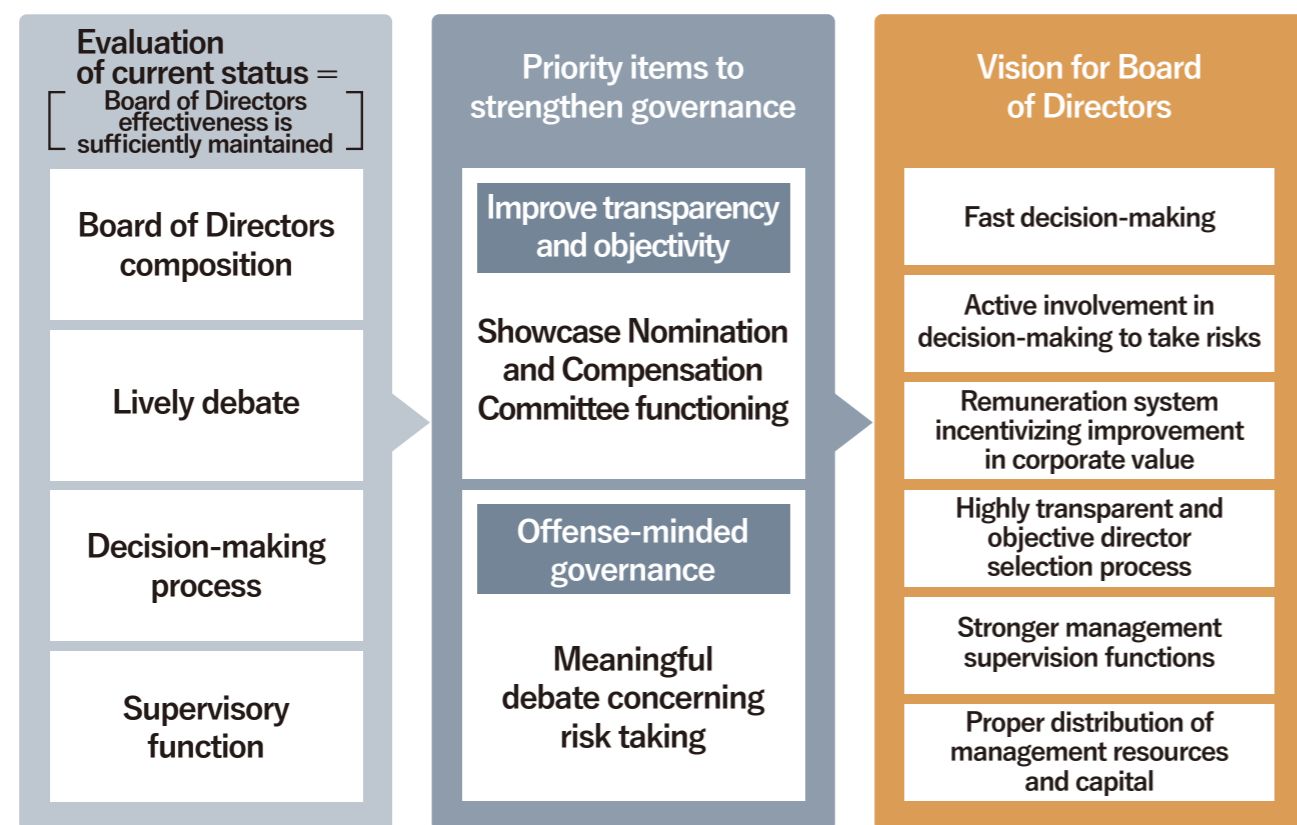 Evaluation
of current status =
Board of Directors
effectiveness is
sufficiently maintained
Board of Directors
composition
Lively debate
Decision-making
process
Supervisory
function
Priority items to
strengthen governance
Improve transparency
and objectivity
Showcase Nomination
and Compensation
Committee functioning
Offense-minded
governance
Meaningful
debate concerning
risk taking
Vision for Board
of Directors
Fast decision-making
Active involvement in
decision-making to take risks
Remuneration system
incentivizing improvement
in corporate value
Highly transparent and
objective director
selection process
Stronger management
supervision functions
Proper distribution of
management resources
and capital